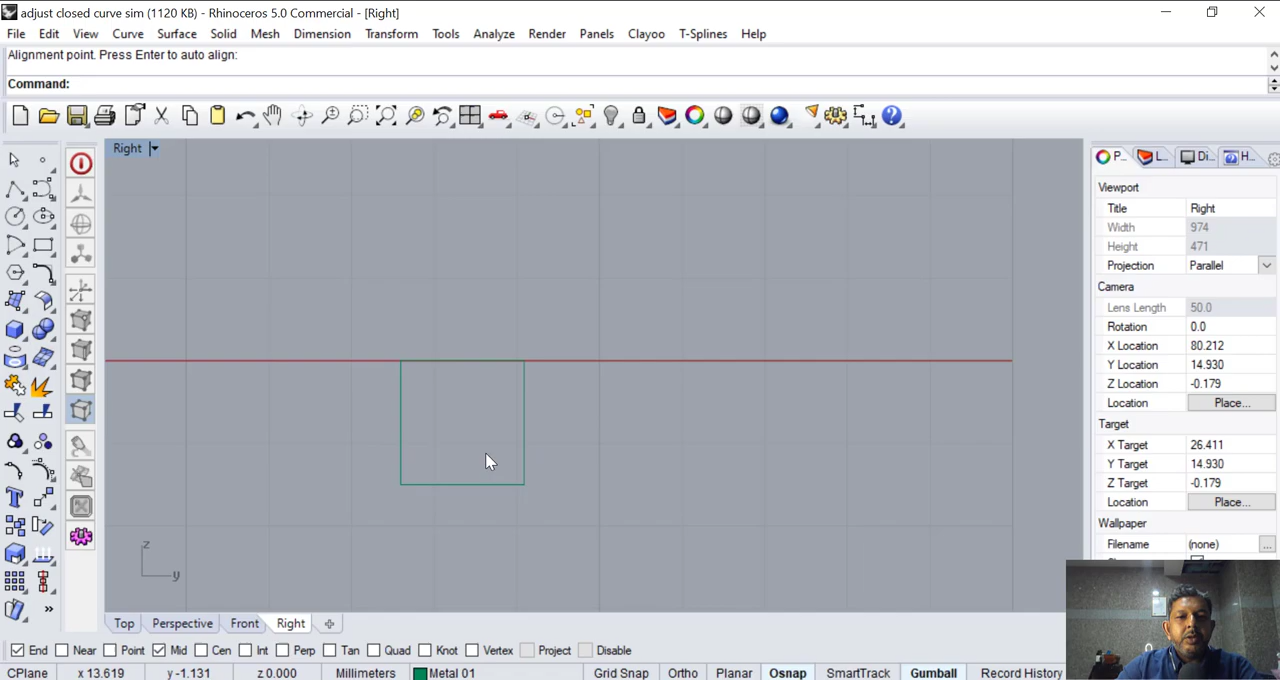 adjust closed curve sim (1120 KB) - Rhinoceros 5.0 Commercial - [Right]
File Edit View Curve Surface Solid Mesh Dimension Transform Tools Analyze Render Panels Clayoo T-Splines Help
Alignment point. Press Enter to auto align:
Command:
Right
P... L... Di... H...
Viewport
Title Right
Width 974
Height 471
Projection Parallel
Camera
Lens Length 50.0
Rotation 0.0
X Location 80.212
Y Location 14.930
Z Location -0.179
Location Place...
Target
X Target 26.411
Y Target 14.930
Z Target -0.179
Location Place...
Wallpaper
Filename (none) ...
z
y
Top Perspective Front Right
End Near Point Mid Cen Int Perp Tan Quad Knot Vertex Project Disable
CPlane x 13.619 y -1.131 z 0.000 Millimeters Metal 01 Grid Snap Ortho Planar Osnap SmartTrack Gumball Record History